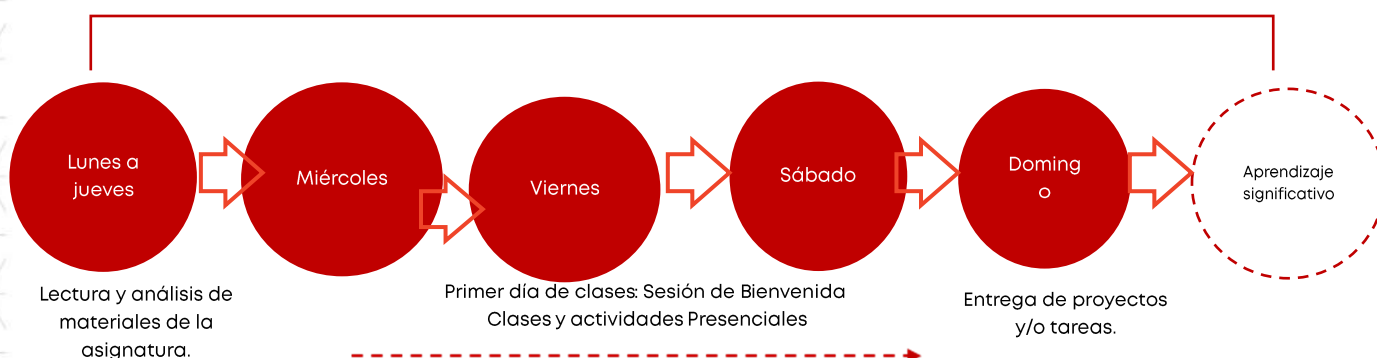 Lunes a
jueves
Miércoles
Viernes
Sábado
Doming
o
Aprendizaje
significativo
Lectura y análisis de
materiales de la
asignatura.
Primer día de clases: Sesión de Bienvenida
Clases y actividades Presenciales
Entrega de proyectos
y/o tareas.